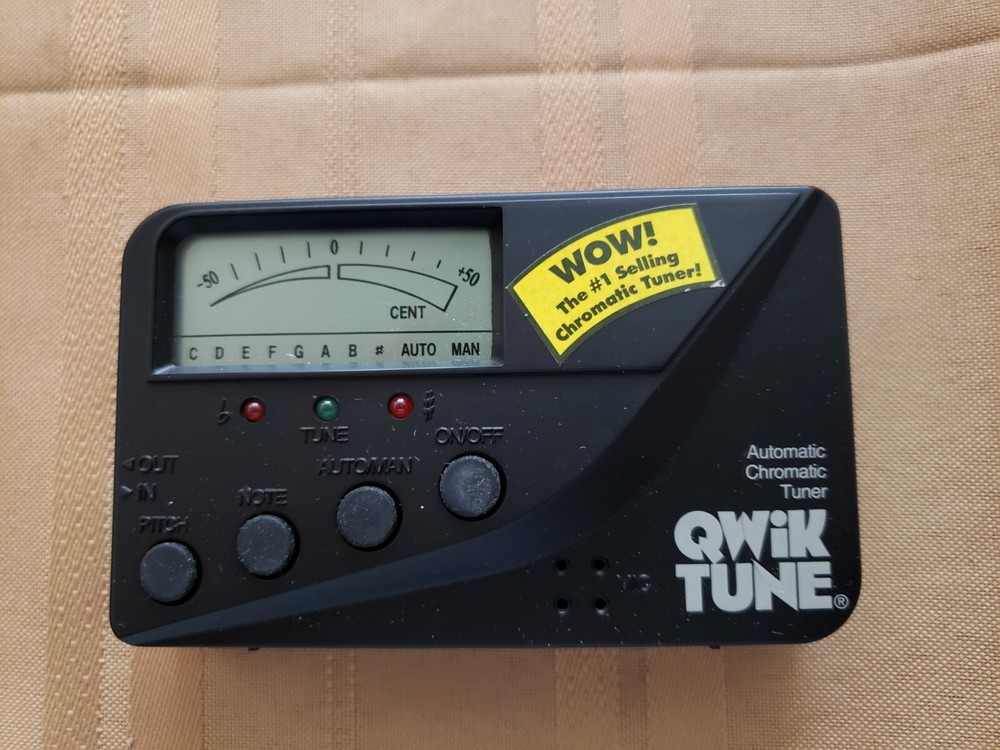 -50 0 +50
CENT
C D E F G A B # AUTO MAN
WOW!
The #1 Selling
Chromatic Tuner!
♭ TUNE #
ON/OFF
AUTO/MAN
NOTE
PITCH
◁OUT
▷IN
MIC
Automatic
Chromatic
Tuner
QWiK
TUNE®